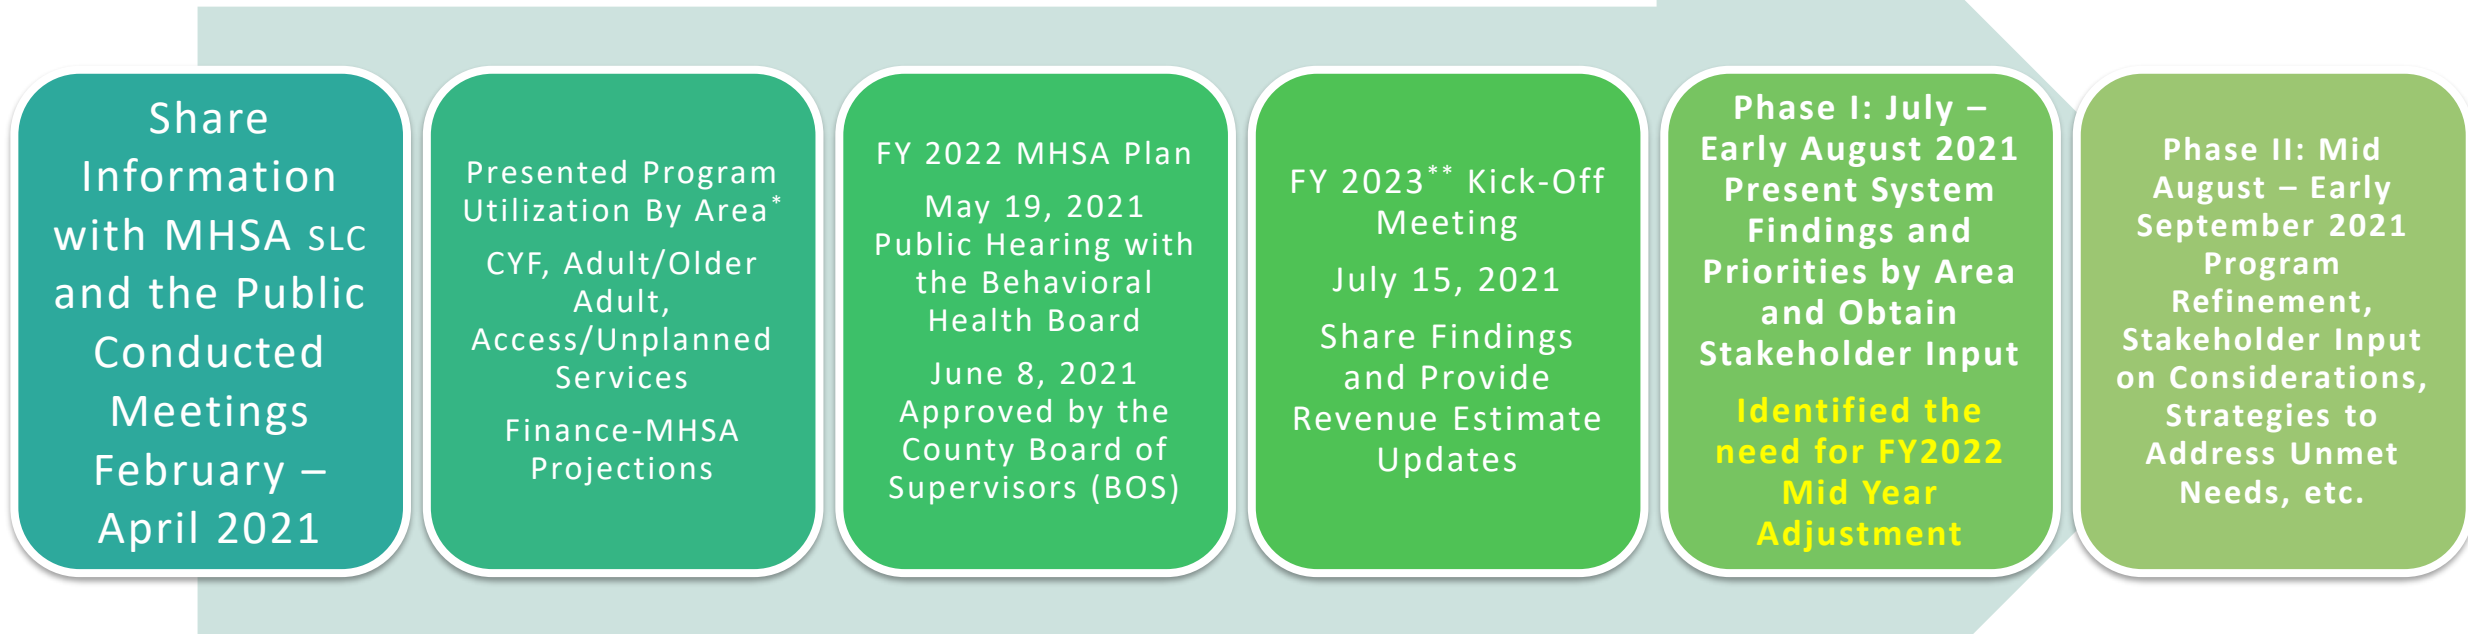 Share
Information
with MHSA SLC
and the Public
Conducted
Meetings
February –
April 2021
Presented Program
Utilization By Area*
CYF, Adult/Older
Adult,
Access/Unplanned
Services
Finance-MHSA
Projections
FY 2022 MHSA Plan
May 19, 2021
Public Hearing with
the Behavioral
Health Board
June 8, 2021
Approved by the
County Board of
Supervisors (BOS)
FY 2023** Kick-Off
Meeting
July 15, 2021
Share Findings
and Provide
Revenue Estimate
Updates
Phase I: July –
Early August 2021
Present System
Findings and
Priorities by Area
and Obtain
Stakeholder Input
Identified the
need for FY2022
Mid Year
Adjustment
Phase II: Mid
August – Early
September 2021
Program
Refinement,
Stakeholder Input
on Considerations,
Strategies to
Address Unmet
Needs, etc.